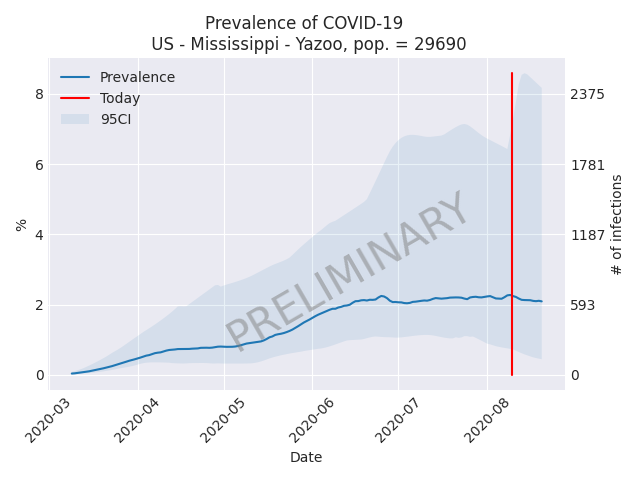 Prevalence of COVID-19
US - Mississippi - Yazoo, pop. = 29690
Prevalence
Today
95CI
PRELIMINARY
%
8
6
4
2
0
2375
1781
1187
593
0
# of infections
2020-03
2020-04
2020-05
2020-06
2020-07
2020-08
Date